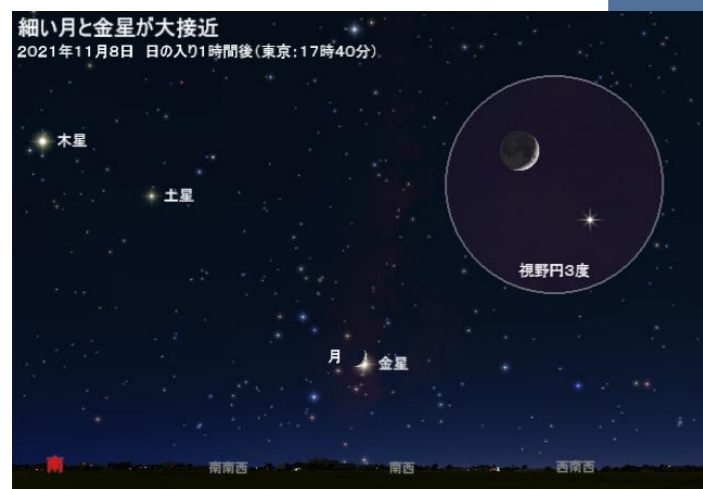 細い月と金星が大接近
2021年11月8日 日の入り1時間後(東京:17時40分)
木星
土星
視野円3度
月
金星
南
南南西
南西
西南西